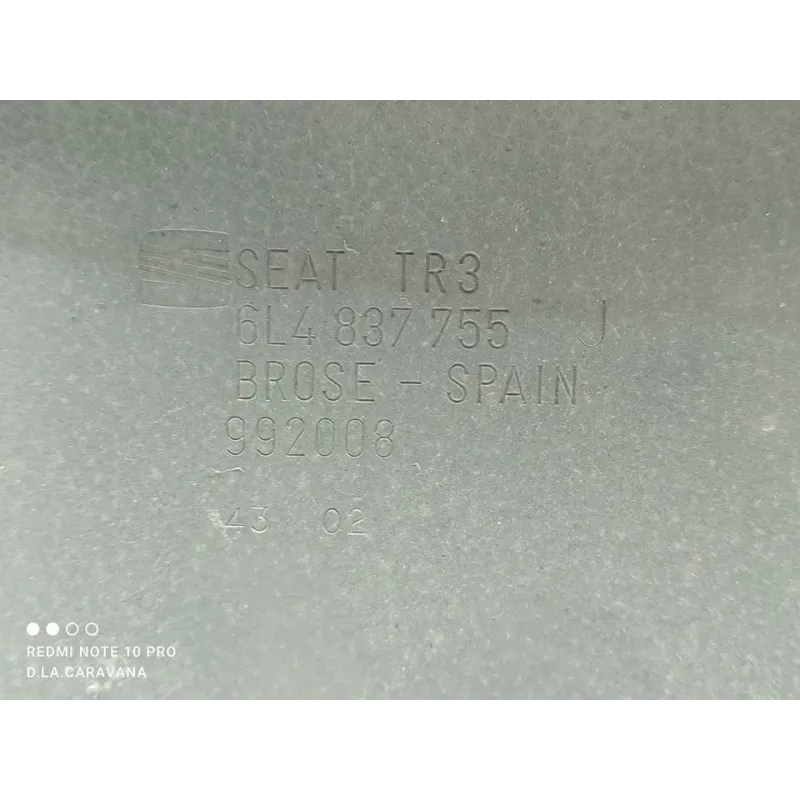 SEAT TR3
6L4 837 755 J
BROSE - SPAIN
992008
43 02
REDMI NOTE 10 PRO
D.LA.CARAVANA